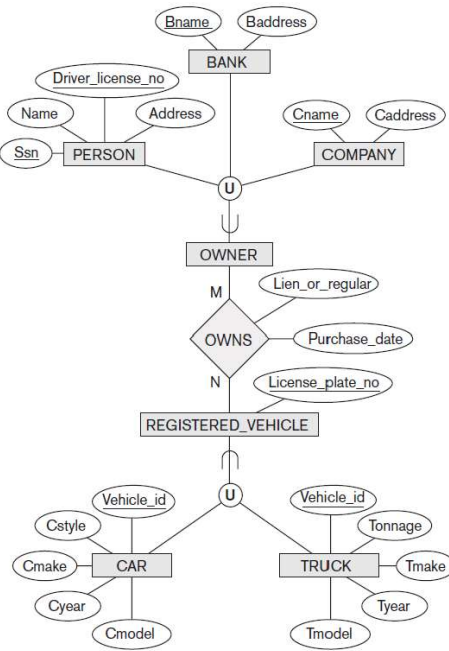 Bname
Baddress
BANK
Driver_license_no
Name
Address
Cname
Caddress
Ssn
PERSON
COMPANY
U
OWNER
M
Lien_or_regular
OWNS
Purchase_date
N
License_plate_no
REGISTERED_VEHICLE
U
Vehicle_id
Vehicle_id
Cstyle
Tonnage
Cmake
CAR
TRUCK
Tmake
Cyear
Tyear
Cmodel
Tmodel